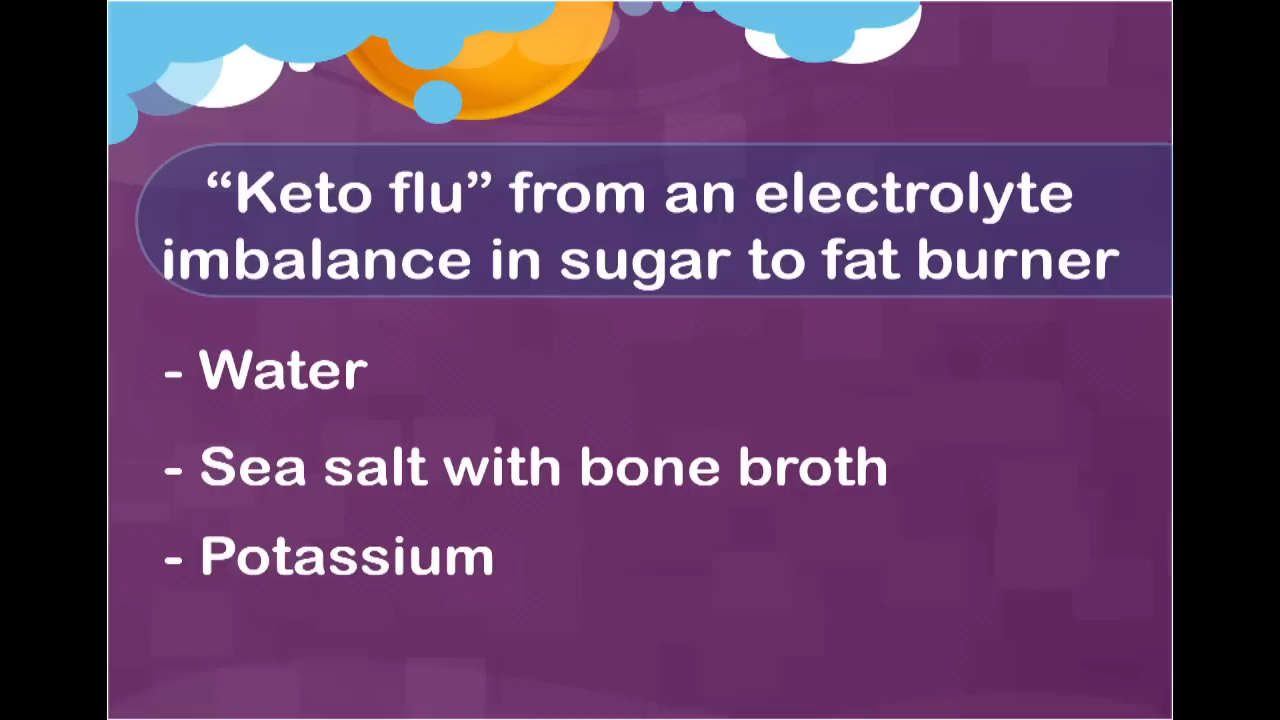 “Keto flu” from an electrolyte
imbalance in sugar to fat burner
- Water
- Sea salt with bone broth
- Potassium